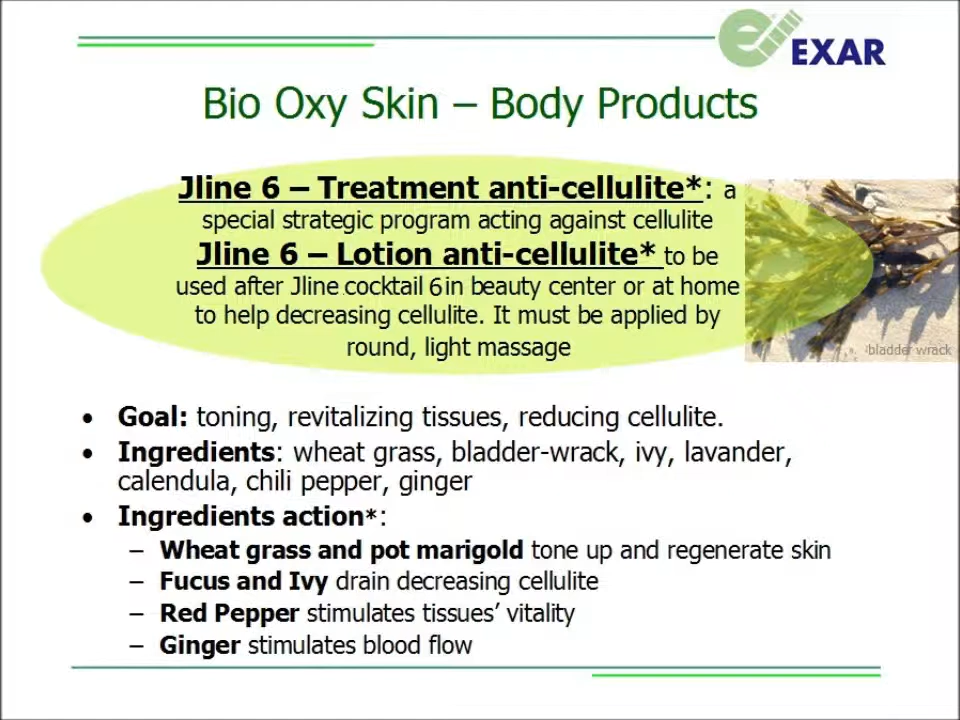 EXAR
Bio Oxy Skin – Body Products
Jline 6 – Treatment anti-cellulite*: a
special strategic program acting against cellulite
Jline 6 – Lotion anti-cellulite* to be
used after Jline cocktail 6 in beauty center or at home
to help decreasing cellulite. It must be applied by
round, light massage
bladder wrack
• Goal: toning, revitalizing tissues, reducing cellulite.
• Ingredients: wheat grass, bladder-wrack, ivy, lavander,
calendula, chili pepper, ginger
• Ingredients action*:
– Wheat grass and pot marigold tone up and regenerate skin
– Fucus and Ivy drain decreasing cellulite
– Red Pepper stimulates tissues’ vitality
– Ginger stimulates blood flow